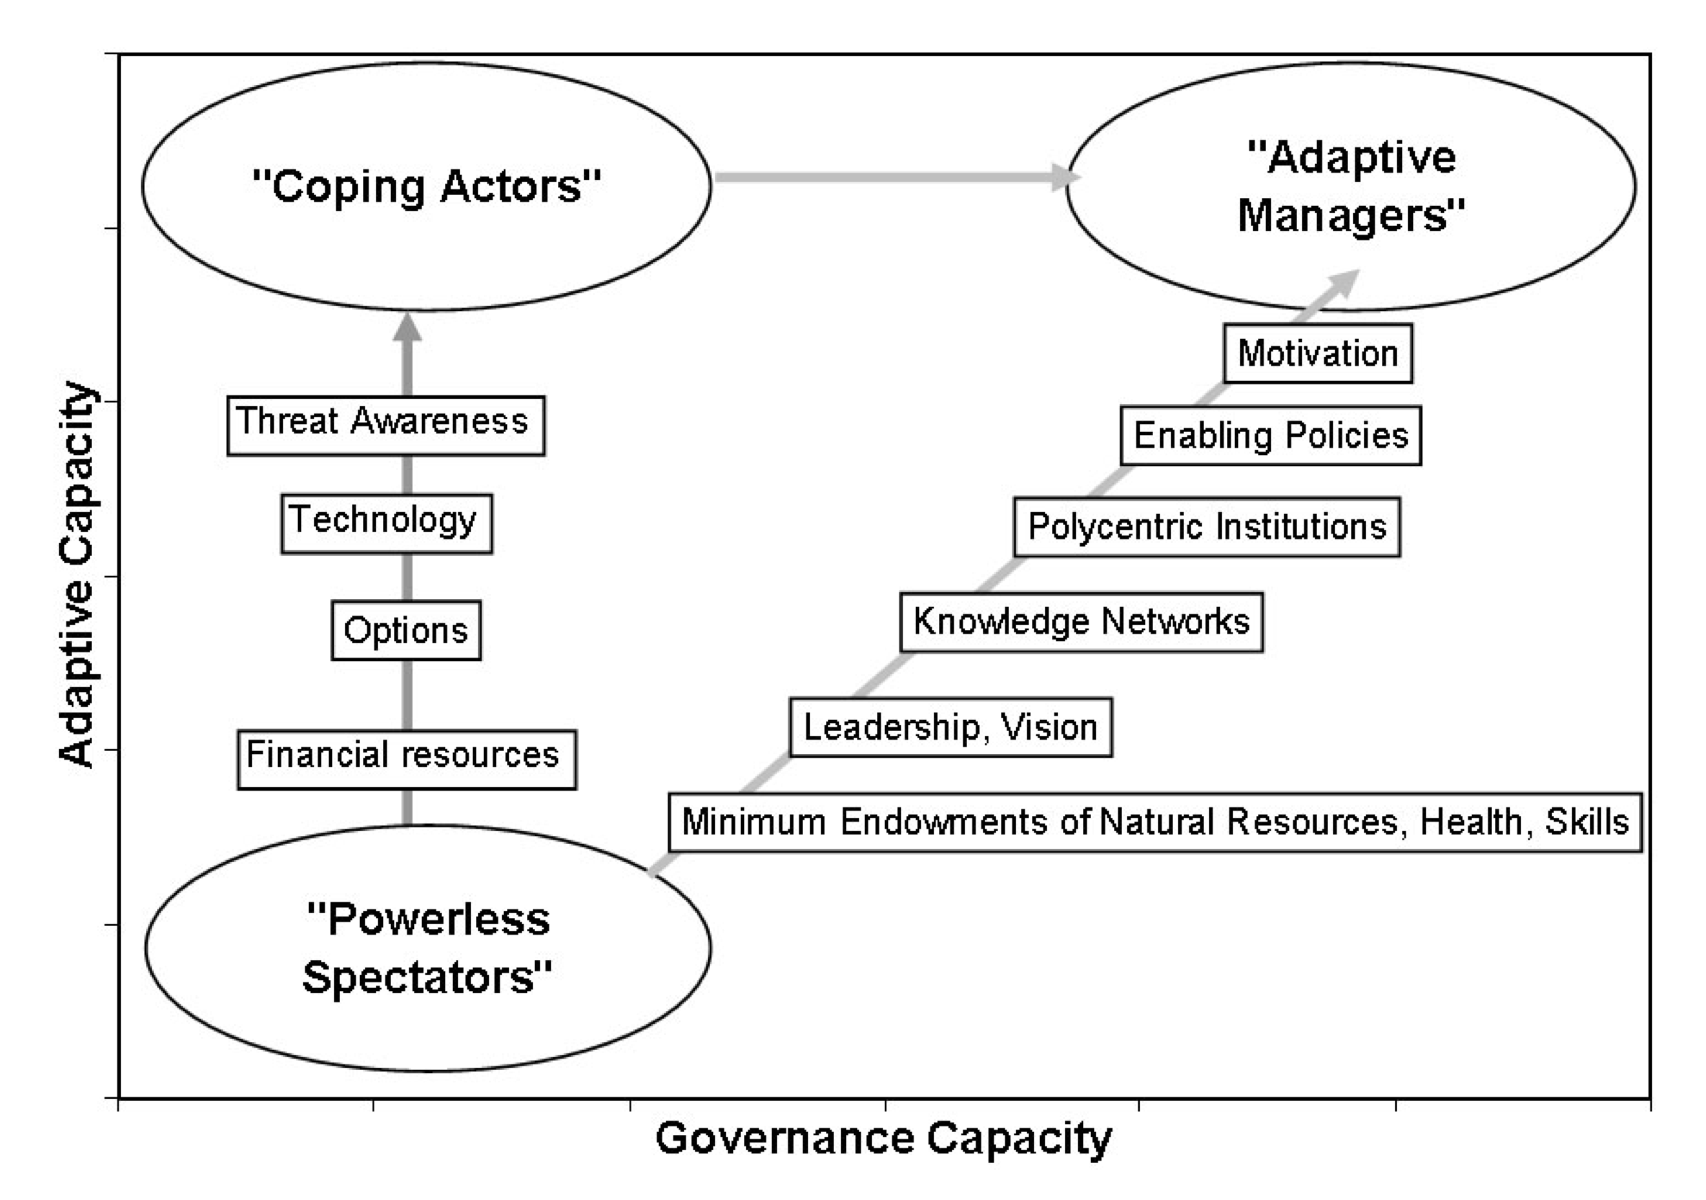 "Coping Actors"
"Adaptive
Managers"
Motivation
Threat Awareness
Enabling Policies
Technology
Polycentric Institutions
Options
Knowledge Networks
Leadership, Vision
Financial resources
Minimum Endowments of Natural Resources, Health, Skills
"Powerless
Spectators"
Adaptive Capacity
Governance Capacity